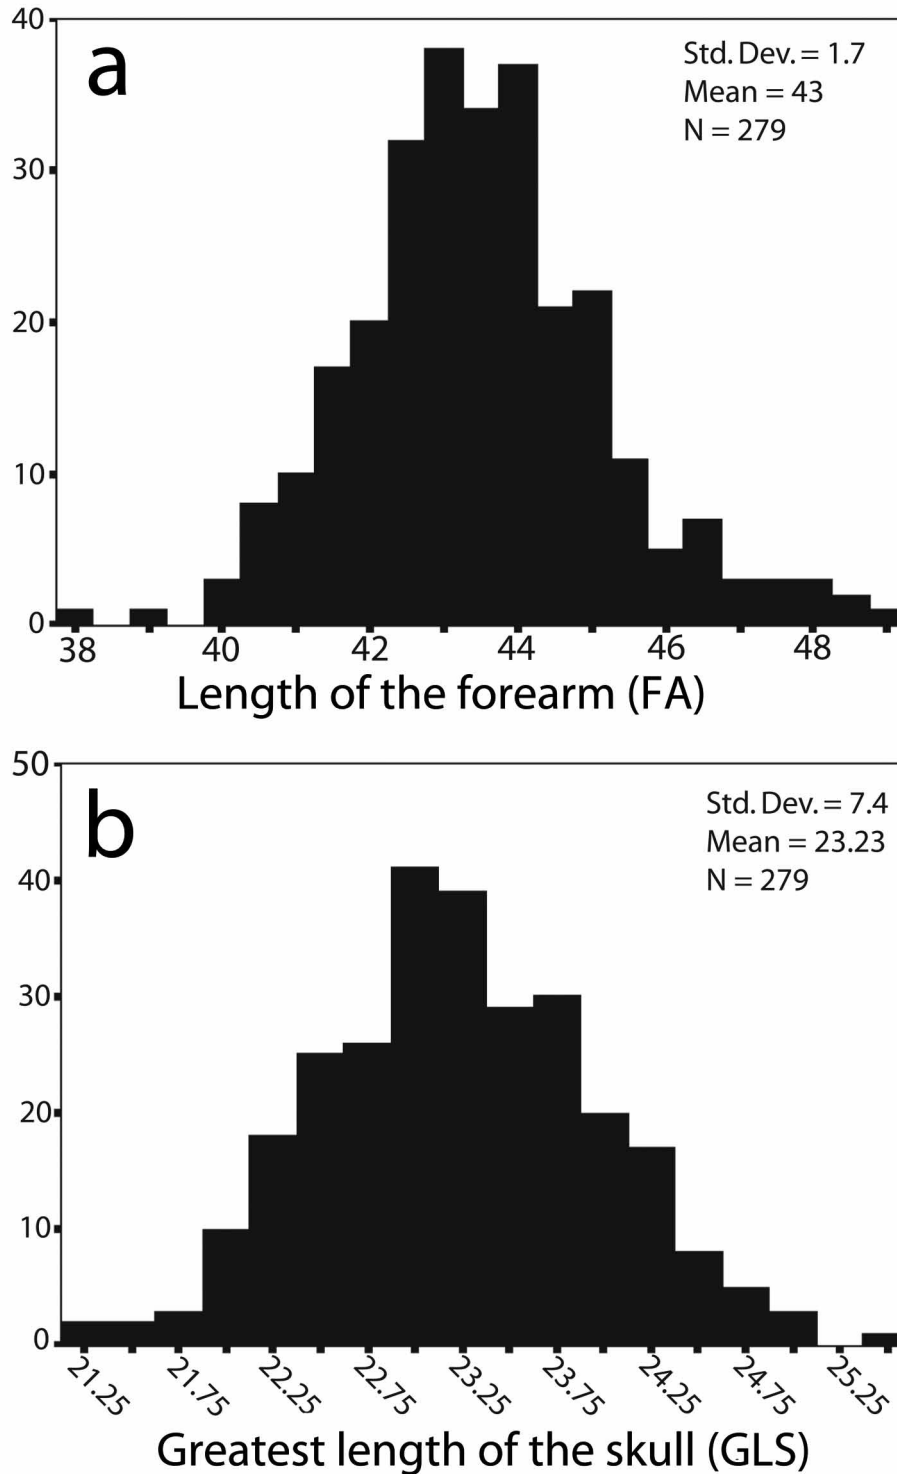 40
a
Std. Dev. = 1.7
Mean = 43
N = 279
30
20
10
0
38 40 42 44 46 48
Length of the forearm (FA)
50
b
Std. Dev. = 7.4
Mean = 23.23
N = 279
40
30
20
10
0
21.25 21.75 22.25 22.75 23.25 23.75 24.25 24.75 25.25
Greatest length of the skull (GLS)